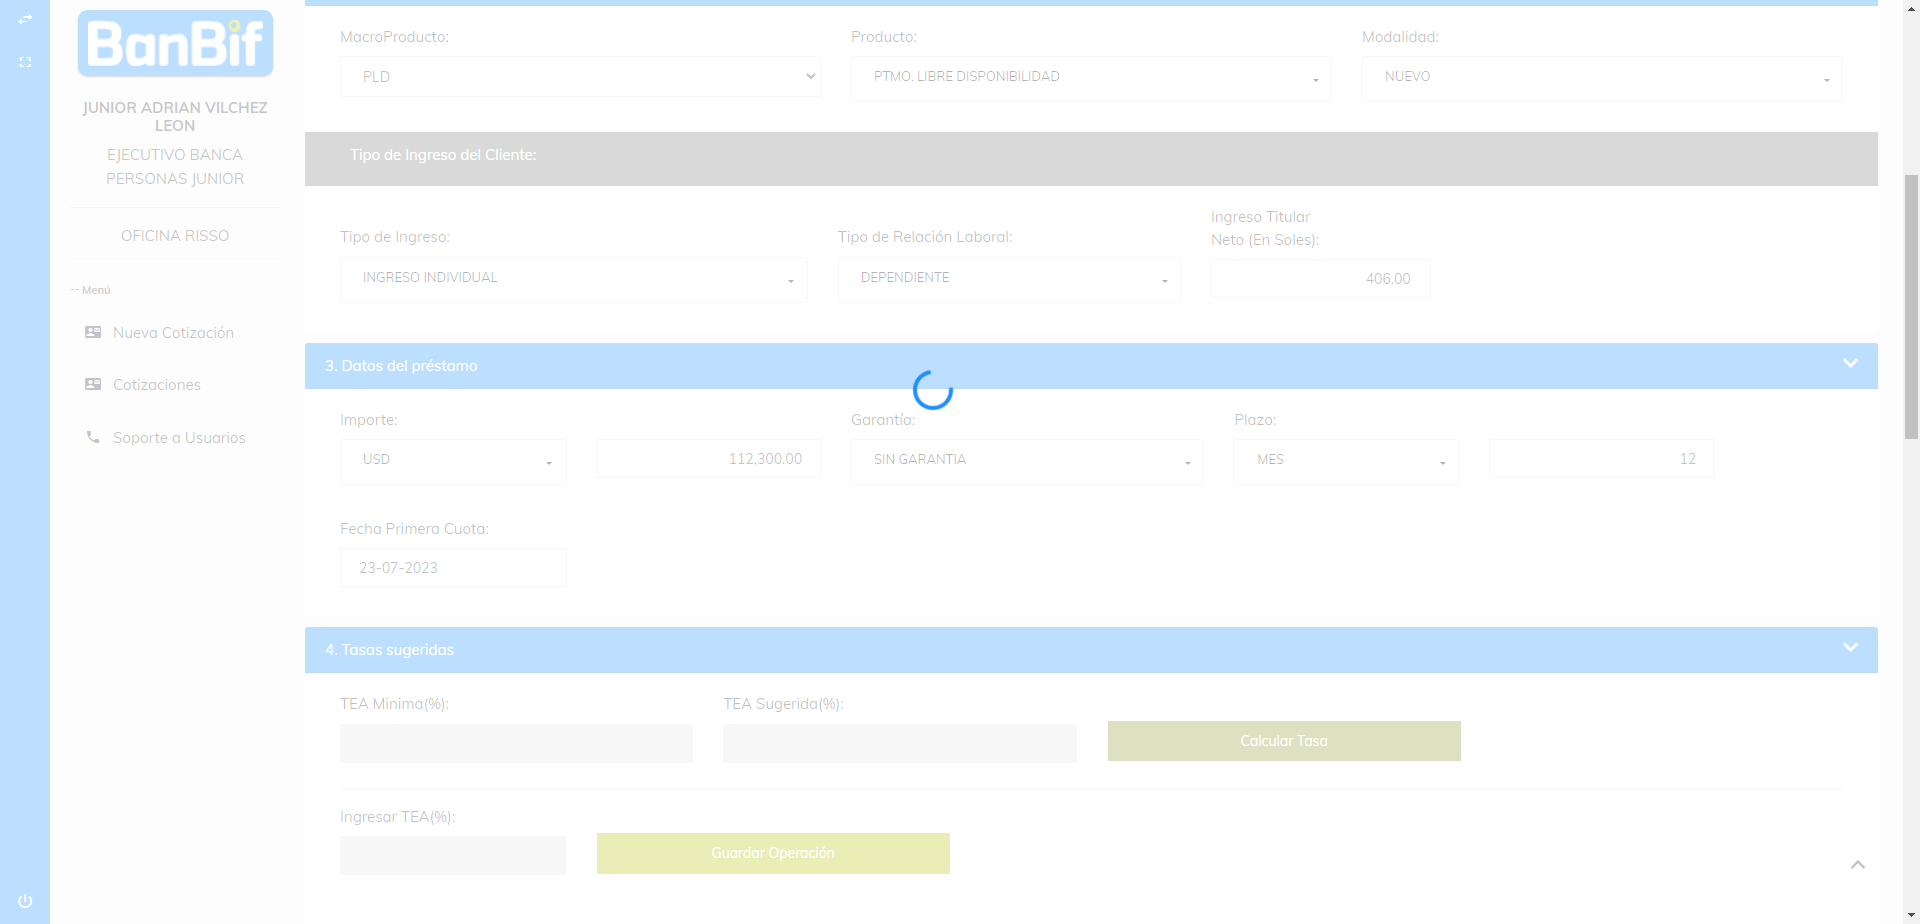 BanBif
JUNIOR ADRIAN VILCHEZ
LEON
EJECUTIVO BANCA
PERSONAS JUNIOR
OFICINA RISSO
-- Menú
Nueva Cotización
Cotizaciones
Soporte a Usuarios
MacroProducto:
Producto:
Modalidad:
PLD
PTMO. LIBRE DISPONIBILIDAD
NUEVO
Tipo de Ingreso del Cliente:
Tipo de Ingreso:
Tipo de Relación Laboral:
Ingreso Titular
Neto (En Soles):
INGRESO INDIVIDUAL
DEPENDIENTE
406.00
3. Datos del préstamo
Importe:
Garantía:
Plazo:
USD
112,300.00
SIN GARANTIA
MES
12
Fecha Primera Cuota:
23-07-2023
4. Tasas sugeridas
TEA Minima(%):
TEA Sugerida(%):
Calcular Tasa
Ingresar TEA(%):
Guardar Operación